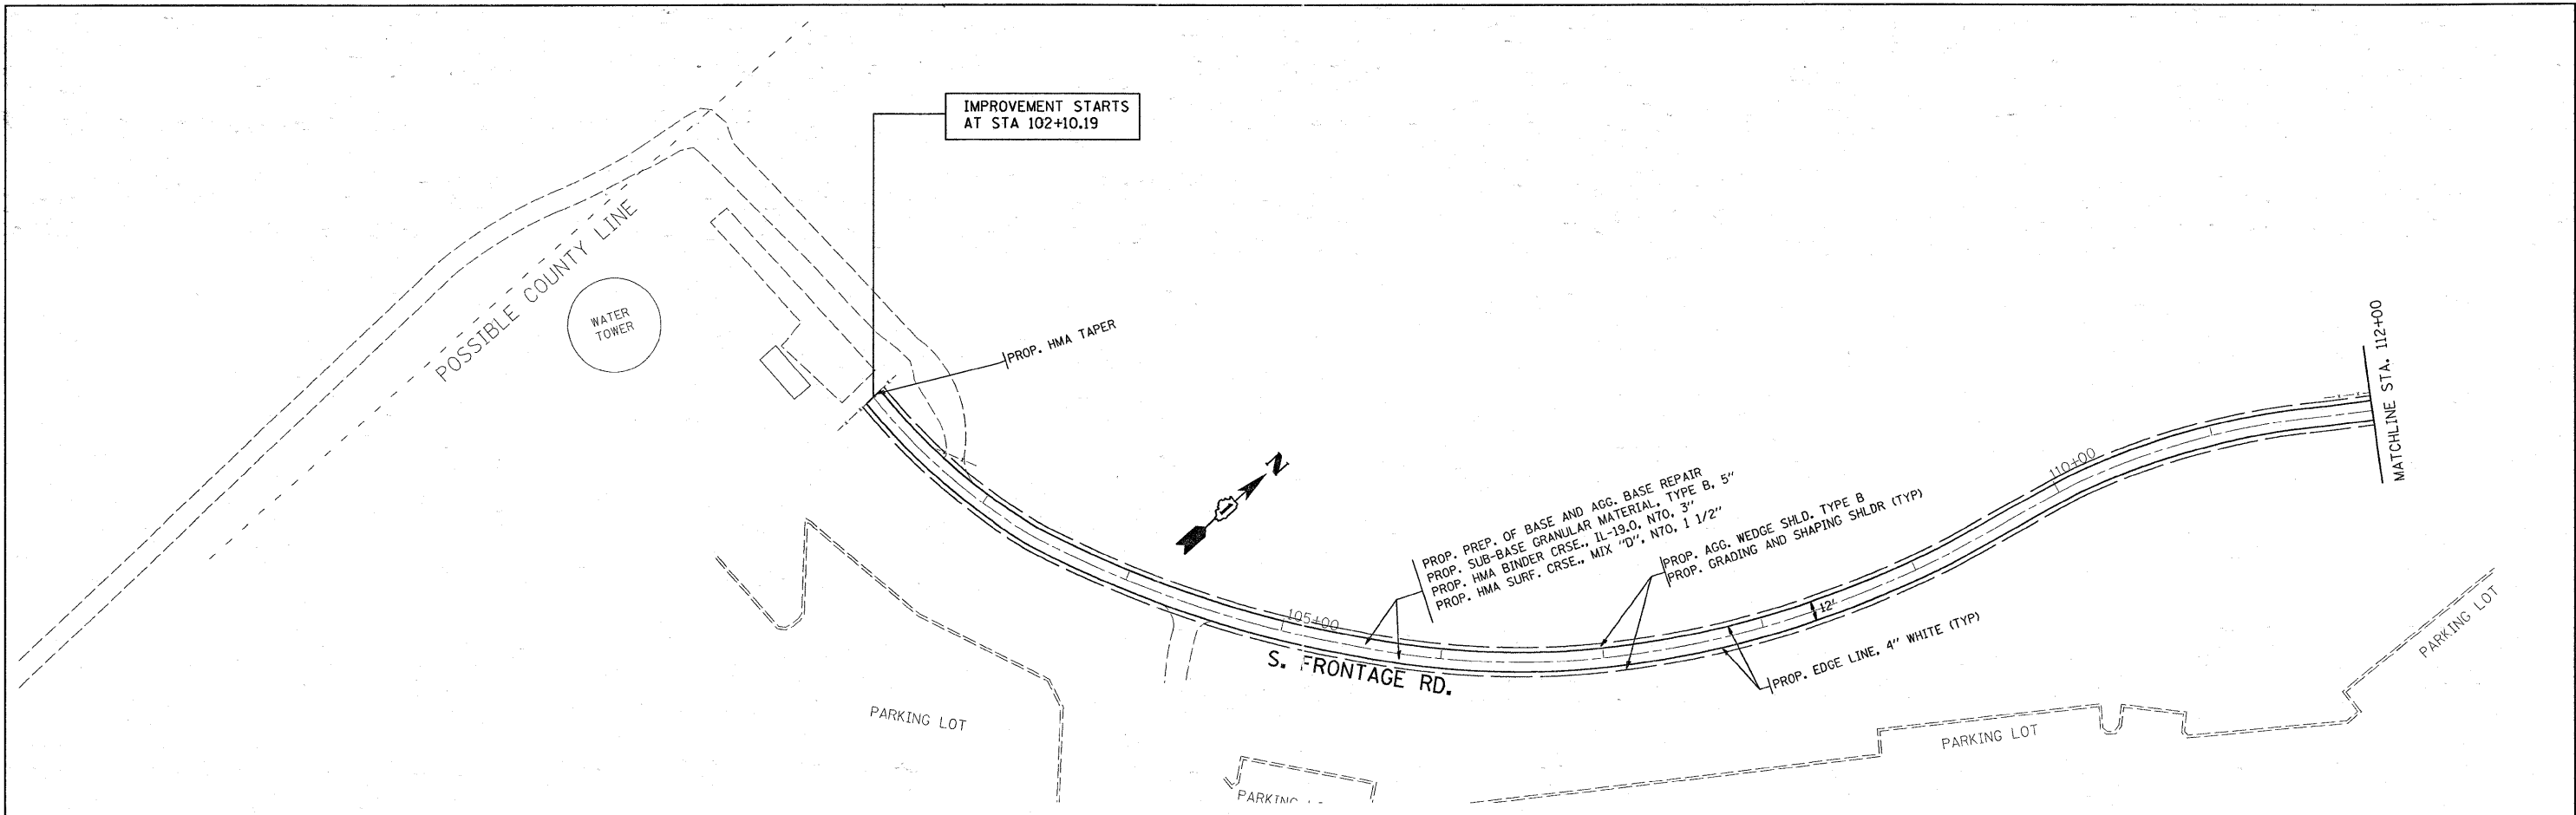 IMPROVEMENT STARTS
AT STA 102+10.19
POSSIBLE COUNTY LINE
WATER
TOWER
PROP. HMA TAPER
MATCHLINE STA. 112+00
N
110+00
PROP. PREP. OF BASE AND AGG. BASE REPAIR
PROP. SUB-BASE GRANULAR MATERIAL, TYPE B, 5"
PROP. HMA BINDER CRSE., IL-19.0, N70, 3"
PROP. HMA SURF. CRSE., MIX "D", N70, 1 1/2"
PROP. AGG. WEDGE SHLD. TYPE B
PROP. GRADING AND SHAPING SHLDR (TYP)
105+00
12'
S. FRONTAGE RD.
PROP. EDGE LINE, 4" WHITE (TYP)
PARKING LOT
PARKING LOT
PARKING LOT
PARKING